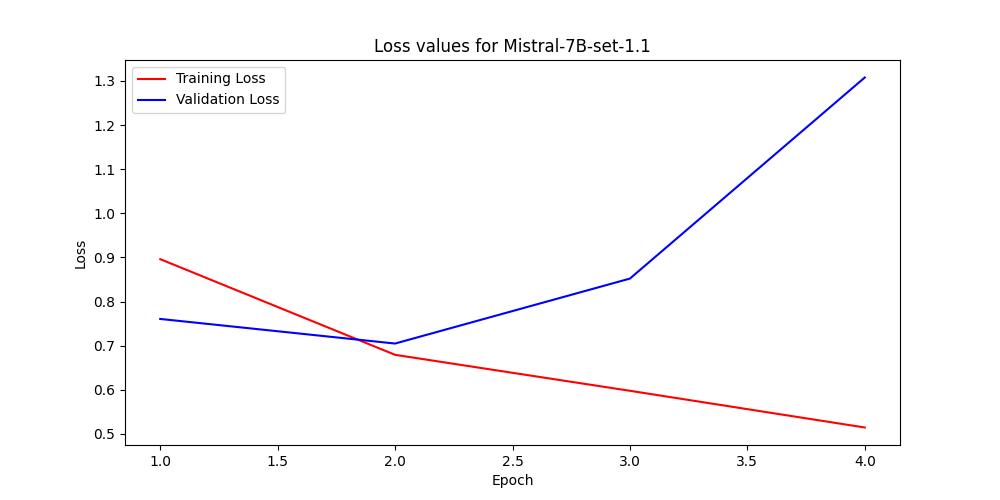 Loss values for Mistral-7B-set-1.1
Training Loss
Validation Loss
1.3
1.2
1.1
1.0
0.9
0.8
0.7
0.6
0.5
Loss
1.0 1.5 2.0 2.5 3.0 3.5 4.0
Epoch